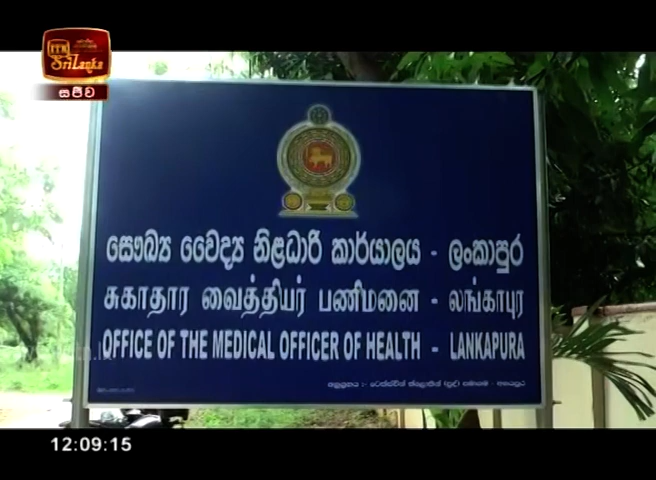 ITN
Sri Lanka
සජීව
සෞඛ්‍ය වෛද්‍ය නිළධාරී කාර්යාලය - ලංකාපුර
சுகாதார வைத்தியர் பணிமனை - லங்காபுர
OFFICE OF THE MEDICAL OFFICER OF HEALTH - LANKAPURA
12:09:15